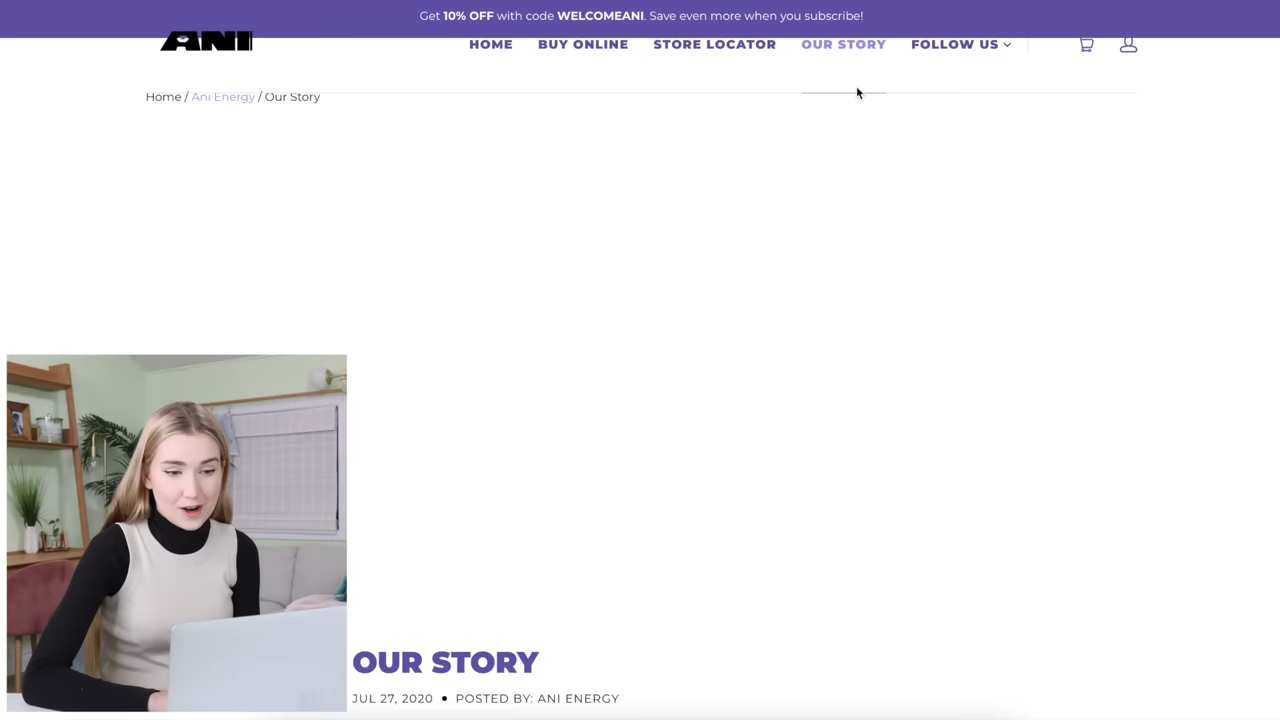 Get 10% OFF with code WELCOMEANI. Save even more when you subscribe!
ANI
HOME BUY ONLINE STORE LOCATOR OUR STORY FOLLOW US
Home / Ani Energy / Our Story
OUR STORY
JUL 27, 2020 • POSTED BY: ANI ENERGY